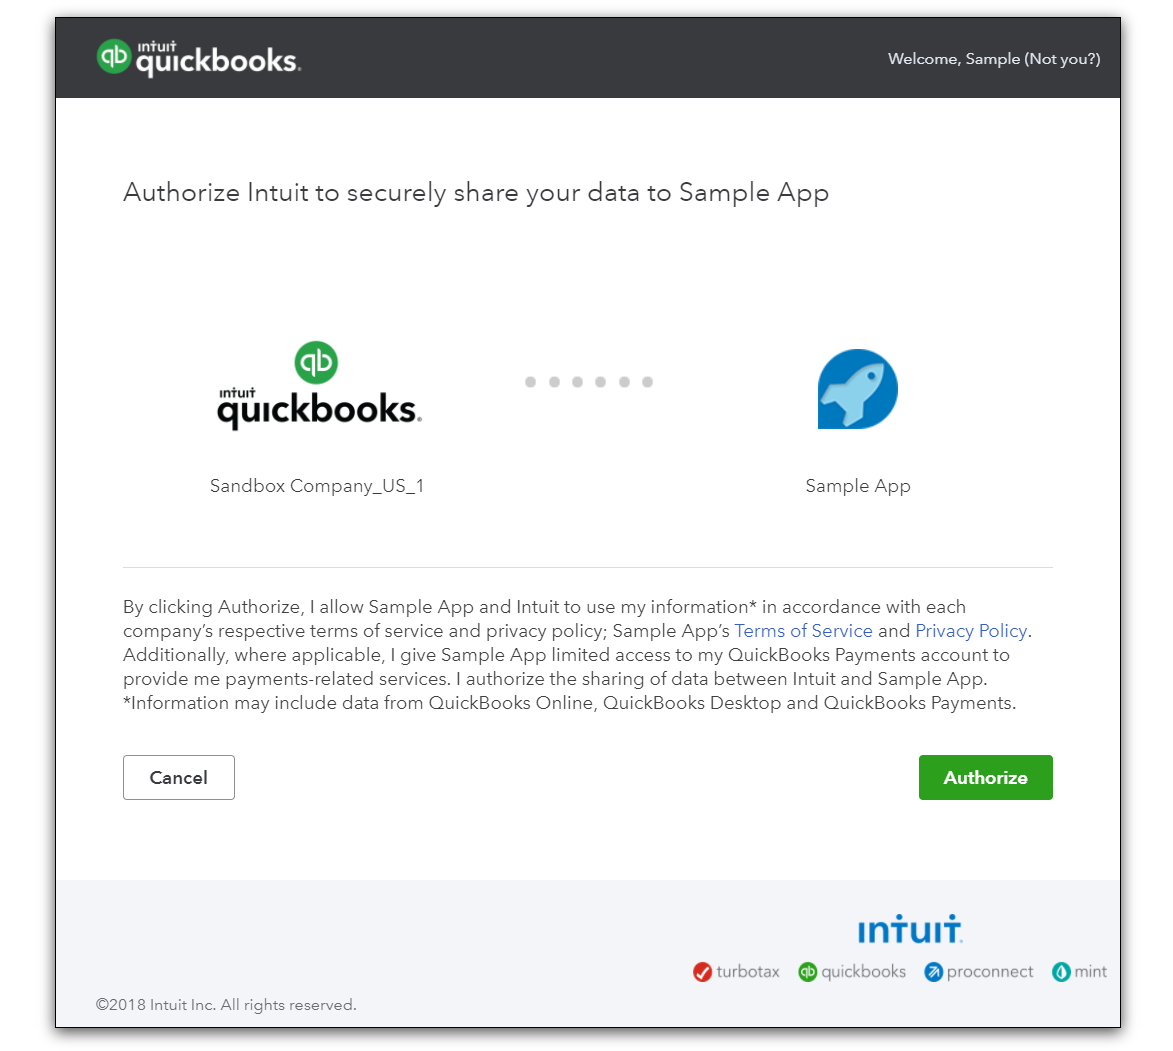 intuit
quickbooks.
Welcome, Sample (Not you?)
Authorize Intuit to securely share your data to Sample App
intuit
quickbooks.
Sandbox Company_US_1
Sample App
By clicking Authorize, I allow Sample App and Intuit to use my information* in accordance with each
company’s respective terms of service and privacy policy; Sample App’s Terms of Service and Privacy Policy.
Additionally, where applicable, I give Sample App limited access to my QuickBooks Payments account to
provide me payments-related services. I authorize the sharing of data between Intuit and Sample App.
*Information may include data from QuickBooks Online, QuickBooks Desktop and QuickBooks Payments.
Cancel
Authorize
intuit.
turbotax quickbooks proconnect mint
©2018 Intuit Inc. All rights reserved.